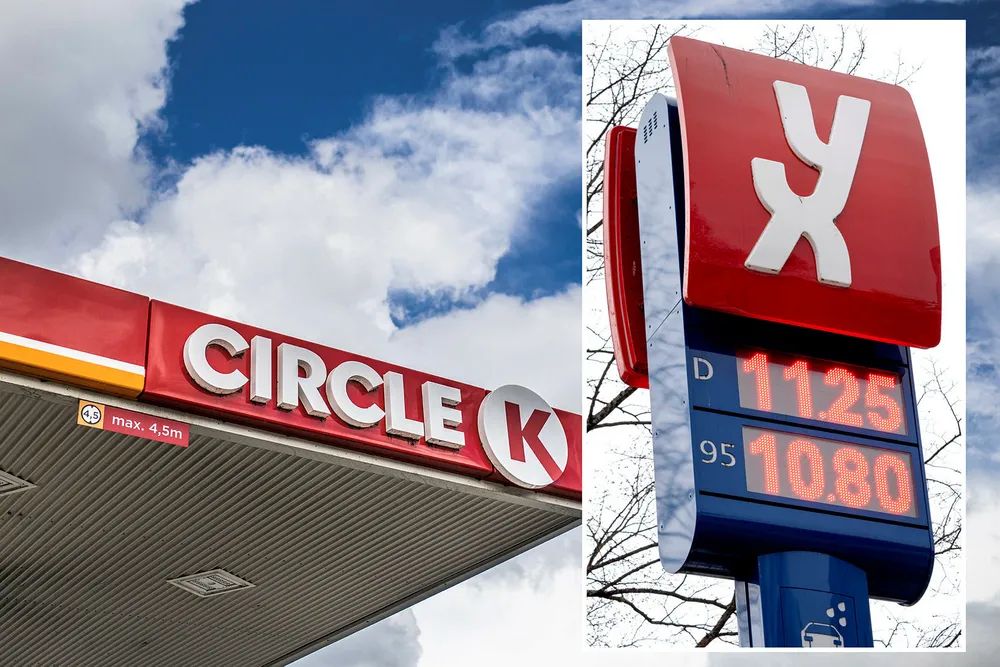 CIRCLE K
4,5 max. 4,5m
YX
D 11.25
95 10.80